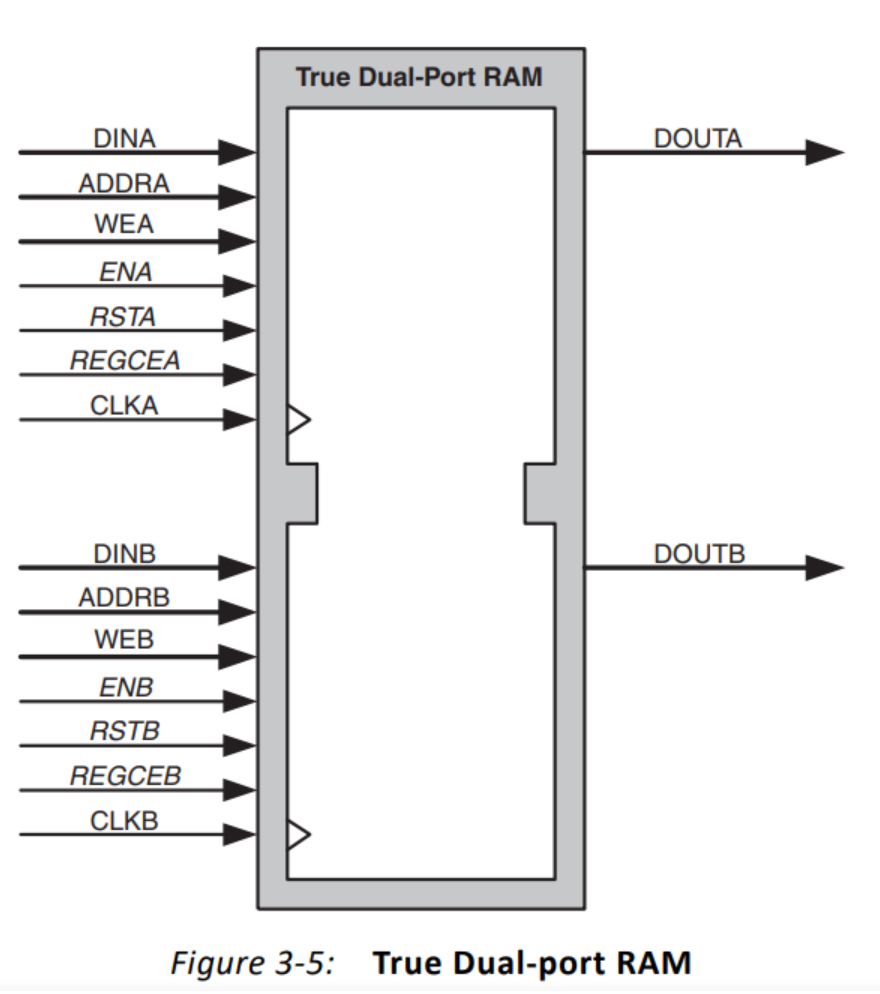 True Dual-Port RAM
DINA
DOUTA
ADDRA
WEA
ENA
RSTA
REGCEA
CLKA
DINB
DOUTB
ADDRB
WEB
ENB
RSTB
REGCEB
CLKB
Figure 3-5: True Dual-port RAM